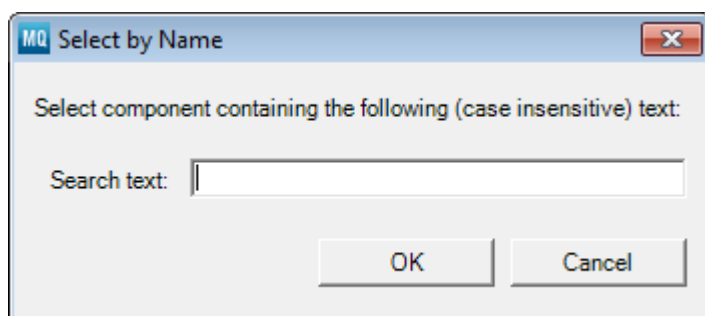 MQ Select by Name
Select component containing the following (case insensitive) text:
Search text:
OK Cancel